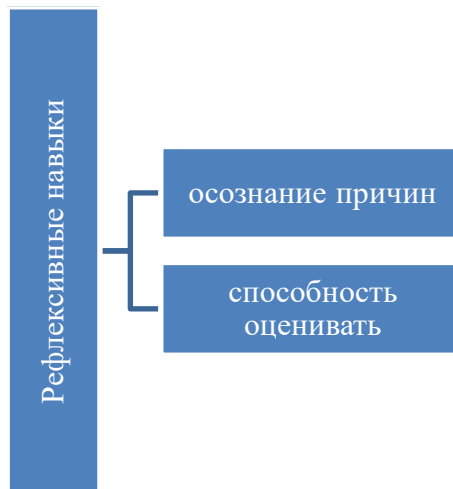 Рефлексивные навыки
осознание причин
способность
оценивать